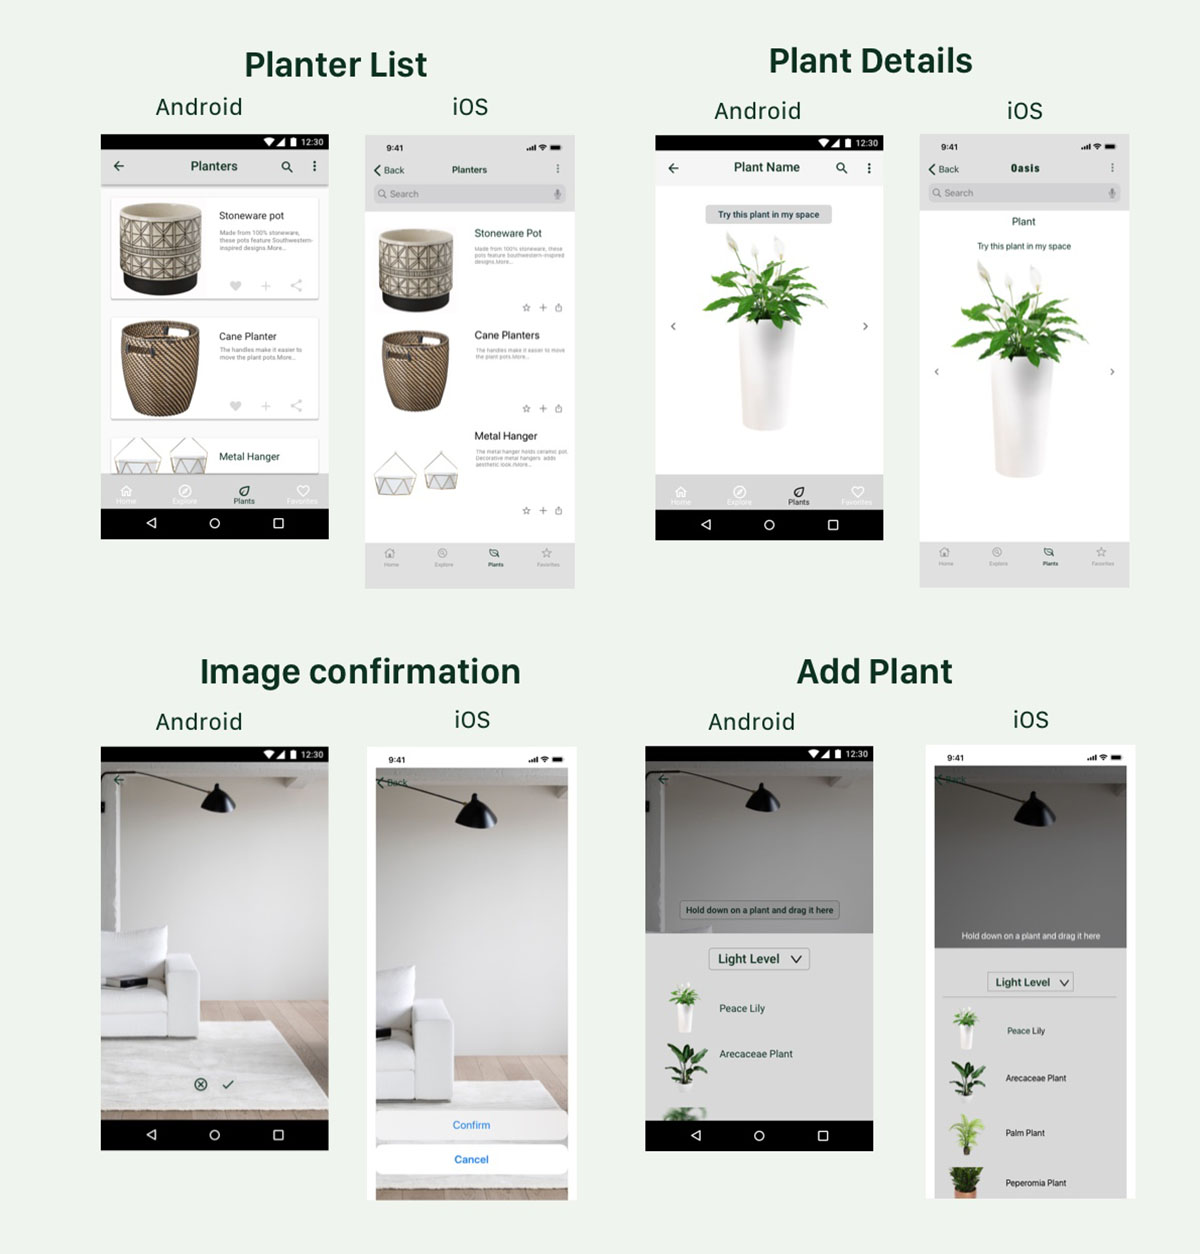 Planter List
Android
iOS
12:30
Planters
Stoneware pot
Made from 100% stoneware,
these pots feature Southwestern-
inspired designs.More...
Cane Planter
The handles make it easier to
move the plant pots.More...
Metal Hanger
Home
Explore
Plants
Favorites
9:41
Back
Planters
Search
Stoneware Pot
Made from 100% stoneware, these
pots feature Southwestern-inspired
designs.More...
Cane Planters
The handles make it easier to move
the plant pots.More...
Metal Hanger
The metal hanger holds ceramic pot.
Decorative metal hangers adds
aesthetic look.More...
Home
Explore
Plants
Favorites
Plant Details
Android
iOS
12:30
Plant Name
Try this plant in my space
Home
Explore
Plants
Favorites
9:41
Back
Oasis
Search
Plant
Try this plant in my space
Home
Explore
Plants
Favorites
Image confirmation
Android
iOS
12:30
9:41
Back
Confirm
Cancel
Add Plant
Android
iOS
12:30
Hold down on a plant and drag it here
Light Level
Peace Lily
Arecaceae Plant
9:41
Back
Hold down on a plant and drag it here
Light Level
Peace Lily
Arecaceae Plant
Palm Plant
Peperomia Plant